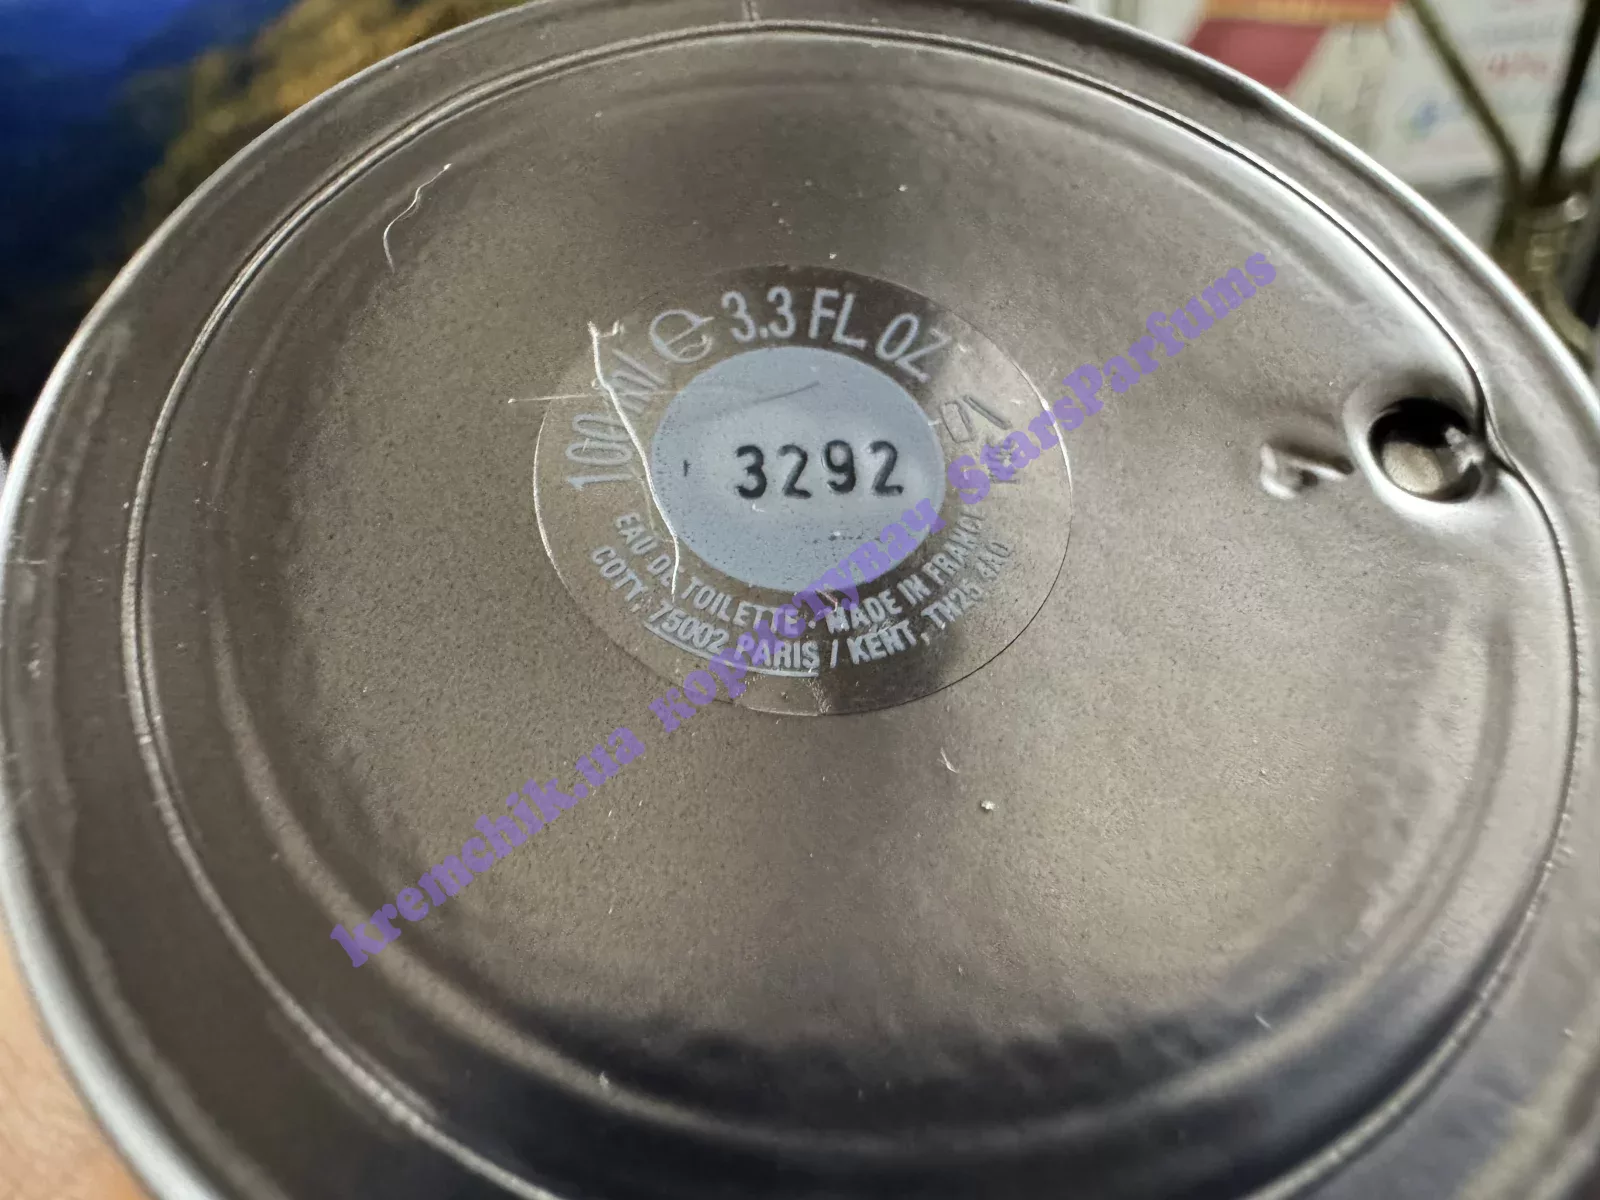 100 ml ℮ 3.3 FL. OZ
3292
EAU DE TOILETTE . MADE IN FRANCE
COTY, 75002 PARIS / KENT, TN25 4AQ
kremchik.ua StarsParfums